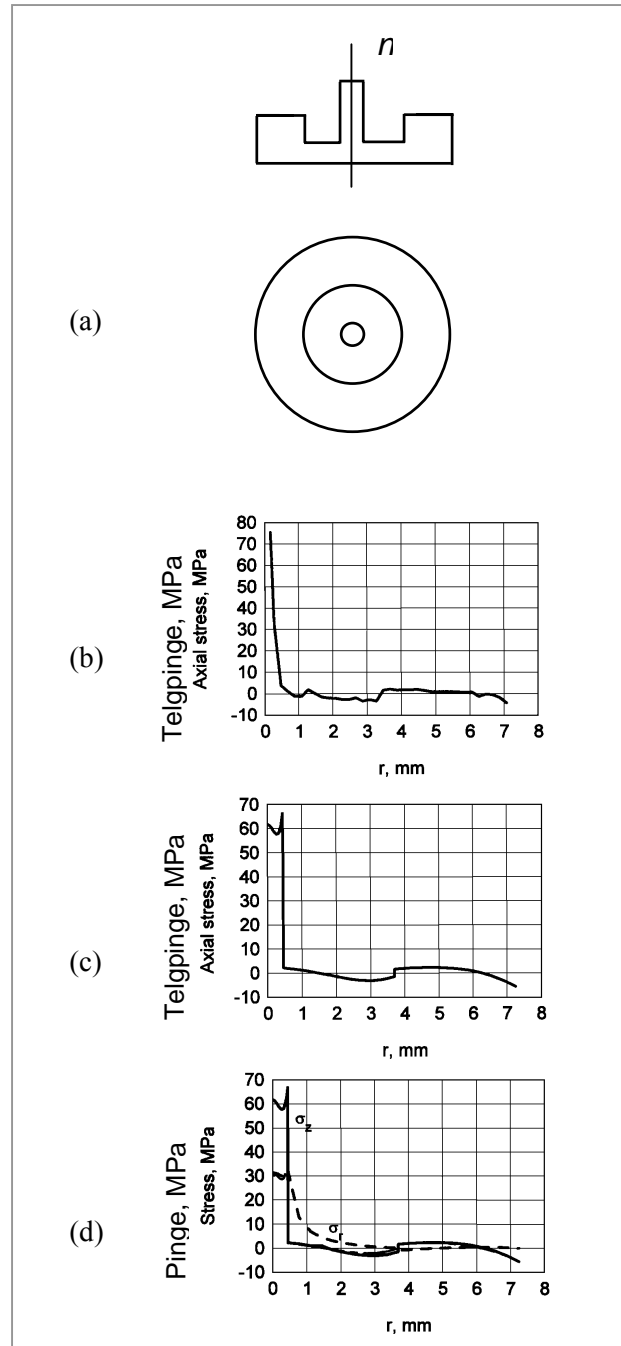 n
(a)
(b)
Telgpinge, MPa
Axial stress, MPa
80
70
60
50
40
30
20
10
0
-10
0 1 2 3 4 5 6 7 8
r, mm
(c)
Telgpinge, MPa
Axial stress, MPa
70
60
50
40
30
20
10
0
-10
0 1 2 3 4 5 6 7 8
r, mm
(d)
Pinge, MPa
Stress, MPa
70
60
50
40
30
20
10
0
-10
σz
σr
0 1 2 3 4 5 6 7 8
r, mm